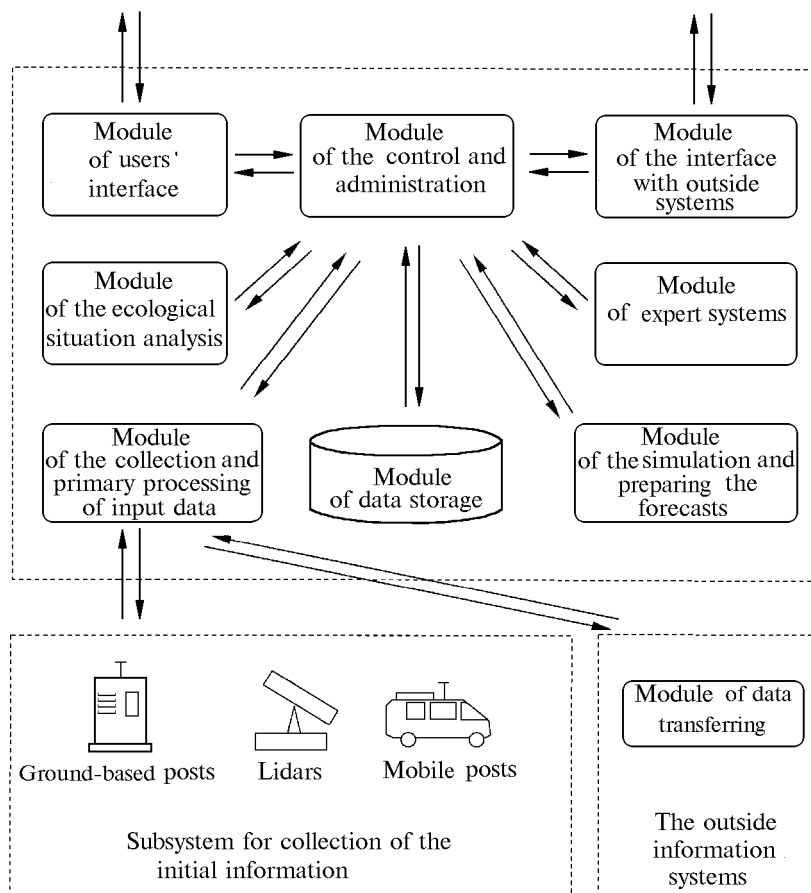 Module
of users'
interface
Module
of the control and
administration
Module
of the interface
with outside
systems
Module
of the ecological
situation analysis
Module
of expert systems
Module
of the collection and
primary processing
of input data
Module
of data storage
Module
of the simulation and
preparing the
forecasts
Ground-based posts
Lidars
Mobile posts
Subsystem for collection of the
initial information
Module of data
transferring
The outside
information
systems